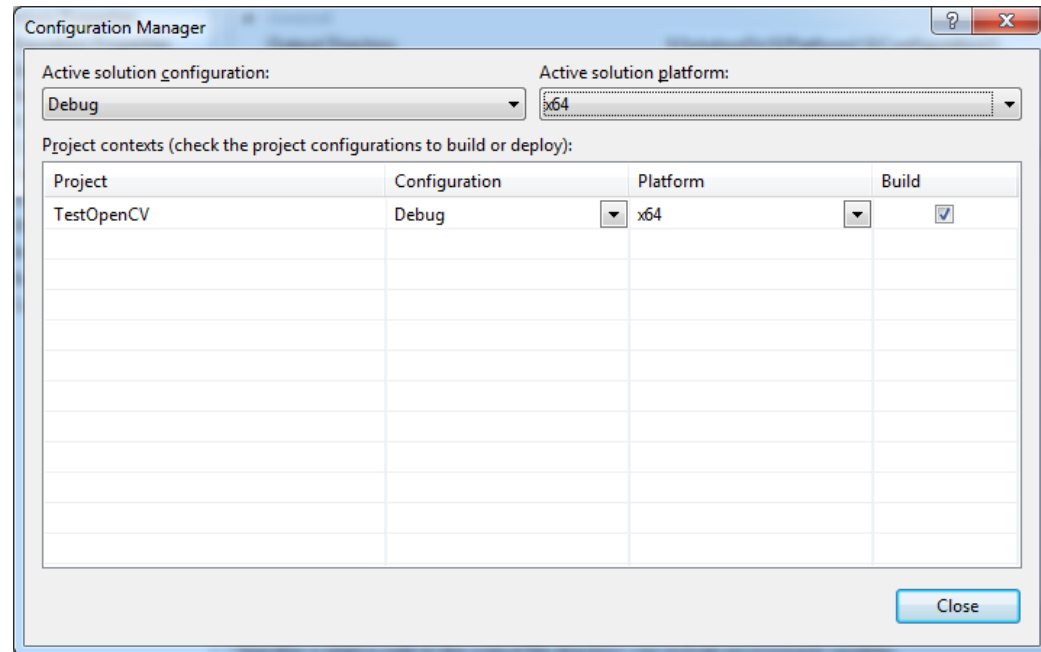 Configuration Manager
Active solution configuration: Active solution platform:
Debug x64
Project contexts (check the project configurations to build or deploy):
Project Configuration Platform Build
TestOpenCV Debug x64
Close